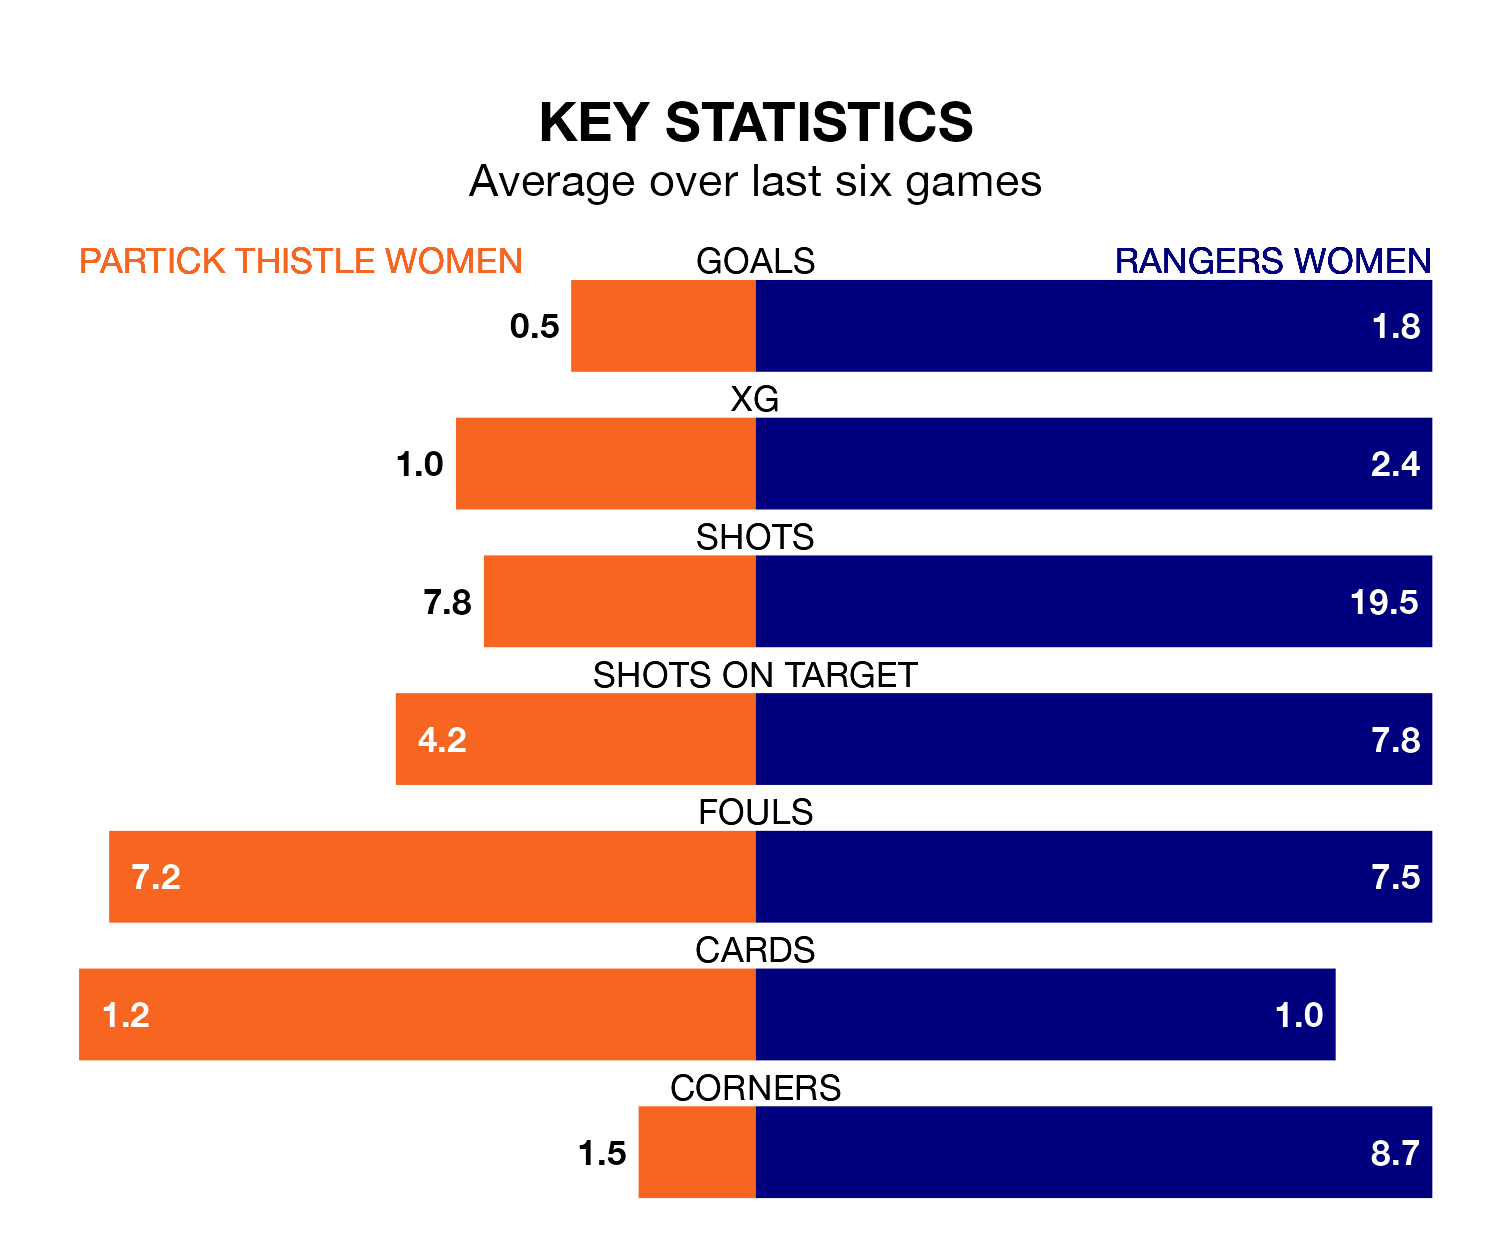 KEY STATISTICS
Average over last six games
PARTICK THISTLE WOMEN GOALS RANGERS WOMEN
0.5 1.8
XG
1.0 2.4
SHOTS
7.8 19.5
SHOTS ON TARGET
4.2 7.8
FOULS
7.2 7.5
CARDS
1.2 1.0
CORNERS
1.5 8.7